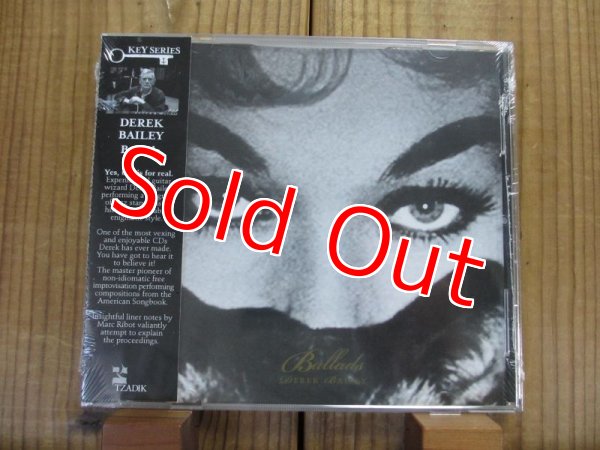 KEY SERIES
DEREK
BAILEY
Yes, for real.
wizard
One of the most vexing
and enjoyable CDs
Derek has ever made.
You have got to hear it
to believe it!
The master pioneer of
non-idiomatic free
improvisation performing
compositions from the
American Songbook.
Insightful liner notes by
Marc Ribot valiantly
attempt to explain
the proceedings.
TZADIK
Sold Out
Ballads
DEREK BAILEY